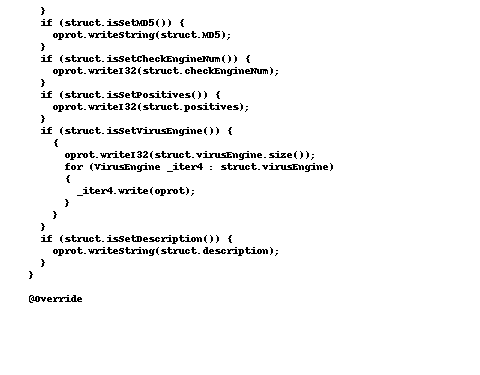 }
if (struct.isSetMD5()) {
oprot.writeString(struct.MD5);
}
if (struct.isSetCheckEngineNum()) {
oprot.writeI32(struct.checkEngineNum);
}
if (struct.isSetPositives()) {
oprot.writeI32(struct.positives);
}
if (struct.isSetVirusEngine()) {
{
oprot.writeI32(struct.virusEngine.size());
for (VirusEngine _iter4 : struct.virusEngine)
{
_iter4.write(oprot);
}
}
}
if (struct.isSetDescription()) {
oprot.writeString(struct.description);
}
}
@Override